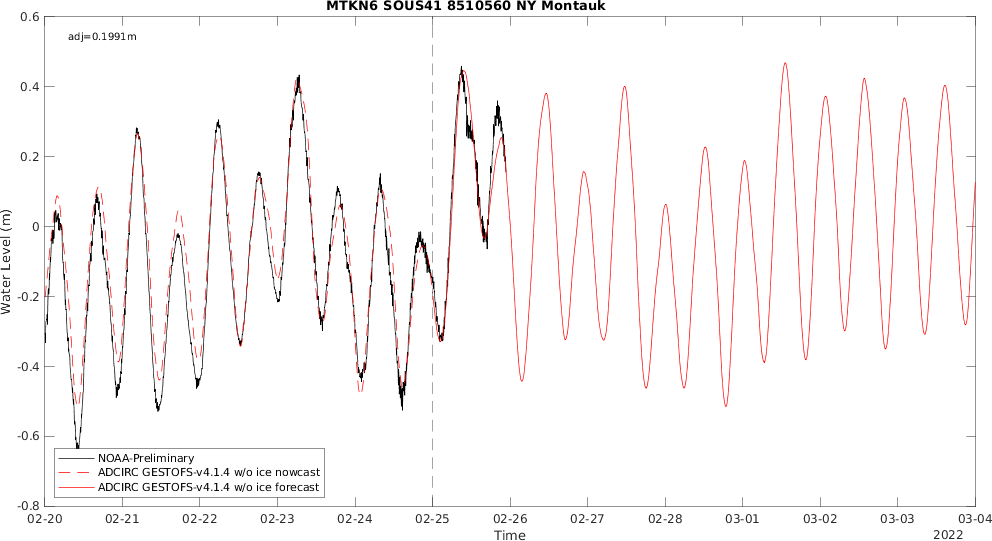 MTKN6 SOUS41 8510560 NY Montauk
adj=0.1991m
0.6
0.4
0.2
0
-0.2
-0.4
-0.6
-0.8
Water Level (m)
NOAA-Preliminary
ADCIRC GESTOFS-v4.1.4 w/o ice nowcast
ADCIRC GESTOFS-v4.1.4 w/o ice forecast
02-20 02-21 02-22 02-23 02-24 02-25 02-26 02-27 02-28 03-01 03-02 03-03 03-04
Time
2022